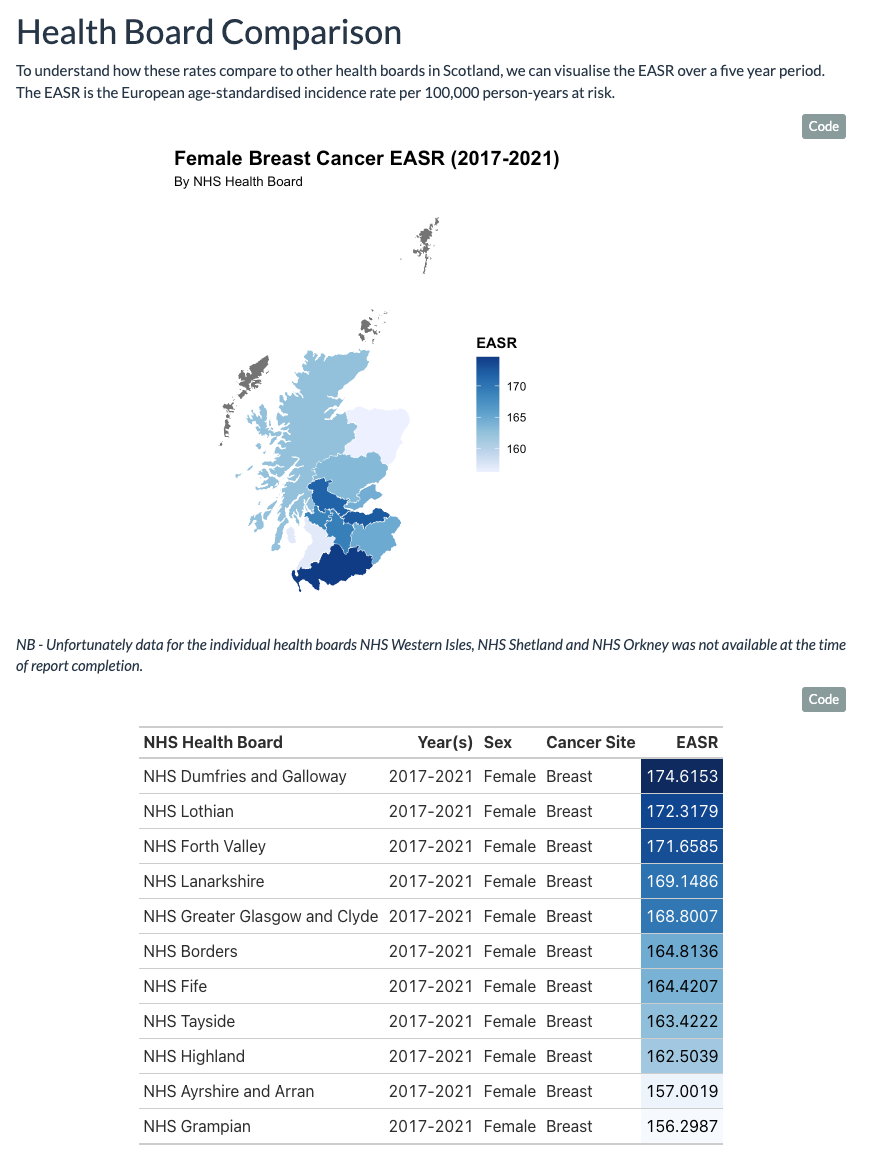 Health Board Comparison
To understand how these rates compare to other health boards in Scotland, we can visualise the EASR over a five year period.
The EASR is the European age-standardised incidence rate per 100,000 person-years at risk.
Code
Female Breast Cancer EASR (2017-2021)
By NHS Health Board
EASR
170
165
160
NB - Unfortunately data for the individual health boards NHS Western Isles, NHS Shetland and NHS Orkney was not available at the time
of report completion.
Code
NHS Health Board Year(s) Sex Cancer Site EASR
NHS Dumfries and Galloway 2017-2021 Female Breast 174.6153
NHS Lothian 2017-2021 Female Breast 172.3179
NHS Forth Valley 2017-2021 Female Breast 171.6585
NHS Lanarkshire 2017-2021 Female Breast 169.1486
NHS Greater Glasgow and Clyde 2017-2021 Female Breast 168.8007
NHS Borders 2017-2021 Female Breast 164.8136
NHS Fife 2017-2021 Female Breast 164.4207
NHS Tayside 2017-2021 Female Breast 163.4222
NHS Highland 2017-2021 Female Breast 162.5039
NHS Ayrshire and Arran 2017-2021 Female Breast 157.0019
NHS Grampian 2017-2021 Female Breast 156.2987